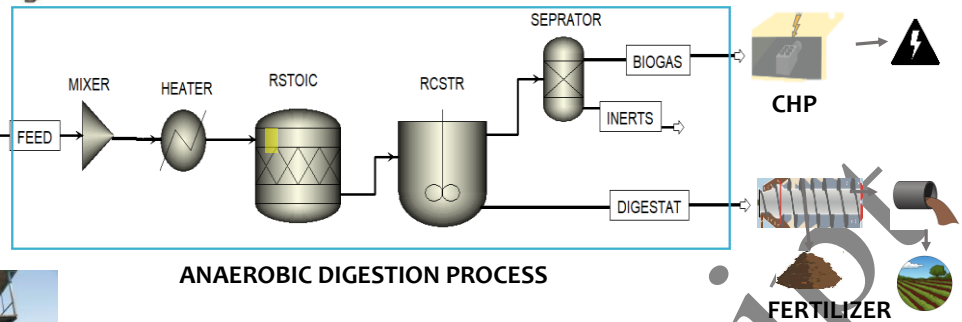 SEPRATOR
BIOGAS
MIXER
HEATER
RSTOIC
RCSTR
CHP
INERTS
FEED
DIGESTAT
ANAEROBIC DIGESTION PROCESS
FERTILIZER